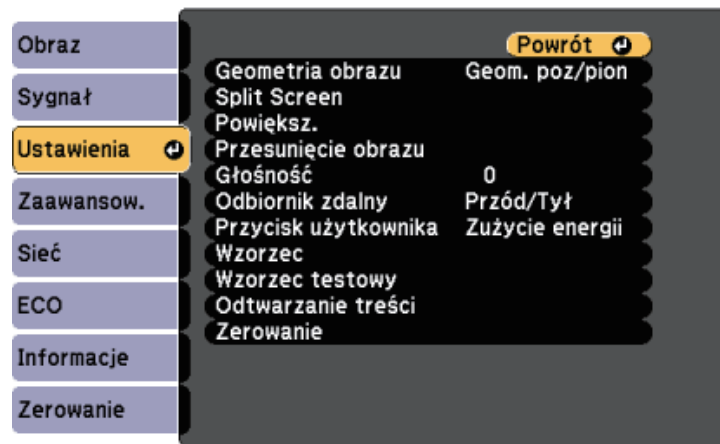 Obraz
Sygnał
Ustawienia
Zaawansow.
Sieć
ECO
Informacje
Zerowanie
Powrót
Geometria obrazu Geom. poz/pion
Split Screen
Powiększ.
Przesunięcie obrazu
Głośność 0
Odbiornik zdalny Przód/Tył
Przycisk użytkownika Zużycie energii
Wzorzec
Wzorzec testowy
Odtwarzanie treści
Zerowanie